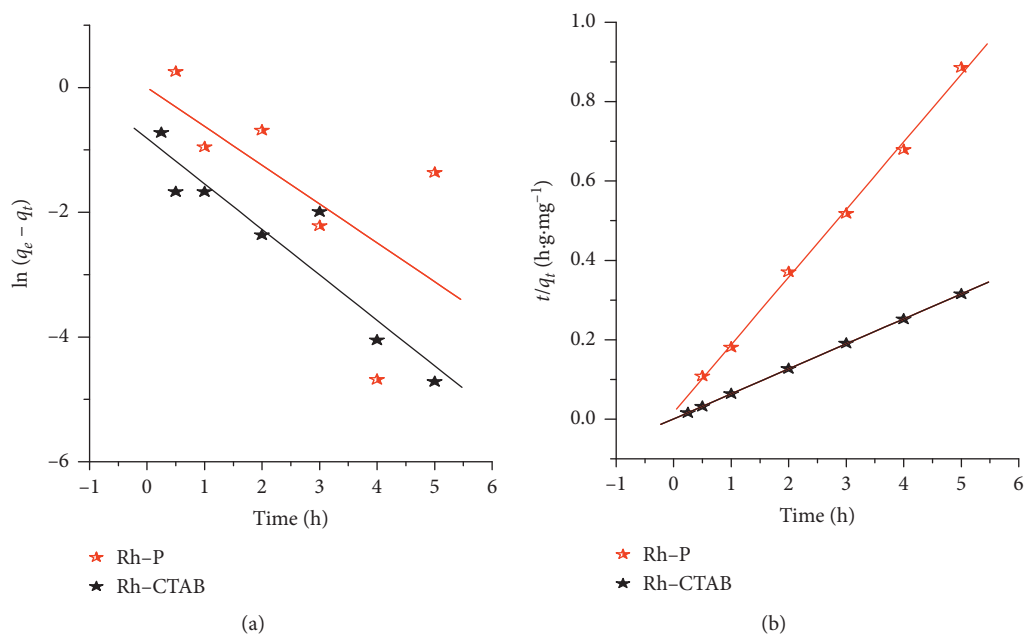 ln (qe – qt)
0
–2
–4
–6
–1 0 1 2 3 4 5 6
Time (h)
Rh–P
Rh–CTAB
(a)
t/qt (h·g·mg−1)
1.0
0.8
0.6
0.4
0.2
0.0
–1 0 1 2 3 4 5 6
Time (h)
Rh–P
Rh–CTAB
(b)